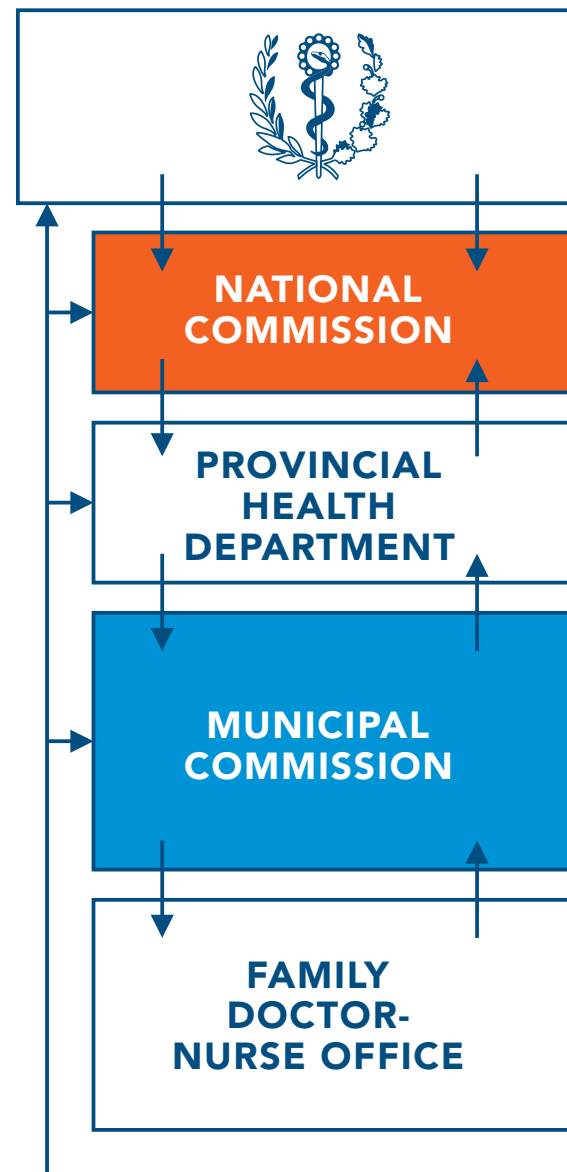 NATIONAL
COMMISSION
PROVINCIAL
HEALTH
DEPARTMENT
MUNICIPAL
COMMISSION
FAMILY
DOCTOR-
NURSE OFFICE